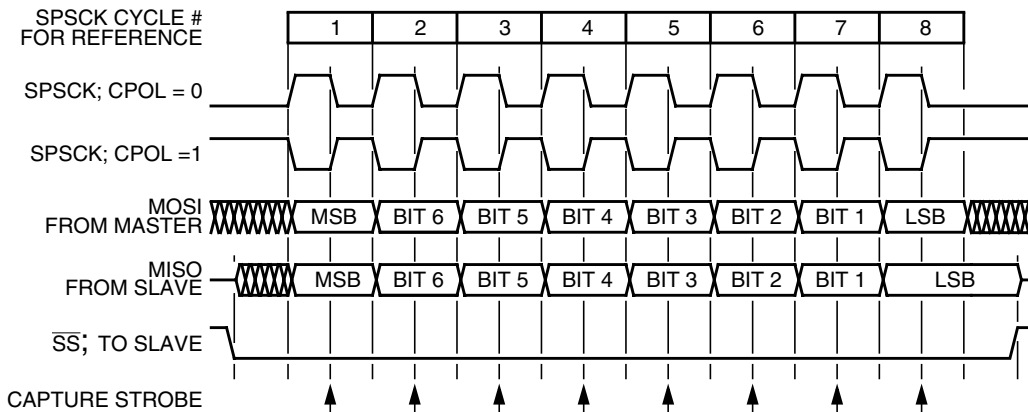 SPSCK CYCLE #
FOR REFERENCE
1 2 3 4 5 6 7 8
SPSCK; CPOL = 0
SPSCK; CPOL =1
MOSI
FROM MASTER
MSB BIT 6 BIT 5 BIT 4 BIT 3 BIT 2 BIT 1 LSB
MISO
FROM SLAVE
MSB BIT 6 BIT 5 BIT 4 BIT 3 BIT 2 BIT 1 LSB
S̅S̅; TO SLAVE
CAPTURE STROBE